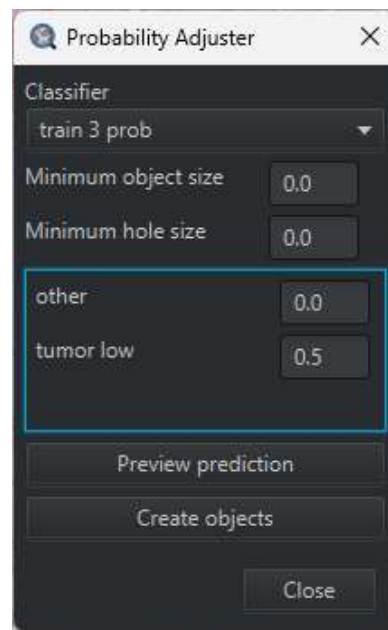 Probability Adjuster
Classifier
train 3 prob
Minimum object size 0.0
Minimum hole size 0.0
other 0.0
tumor low 0.5
Preview prediction
Create objects
Close